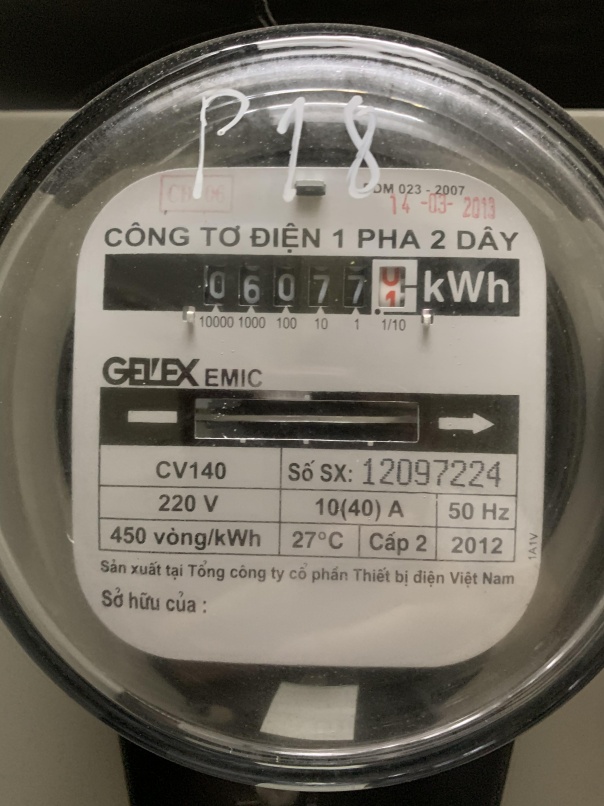 P18
ĐDM 023 - 2007
14 -03- 2013
CÔNG TƠ ĐIỆN 1 PHA 2 DÂY
0 6 0 7 7 kWh
10000 1000 100 10 1 1/10
GELEX EMIC
CV140 Số SX: 12097224
220 V 10(40) A 50 Hz
450 vòng/kWh 27°C Cấp 2 2012
1A1V
Sản xuất tại Tổng công ty cổ phần Thiết bị điện Việt Nam
Sở hữu của :